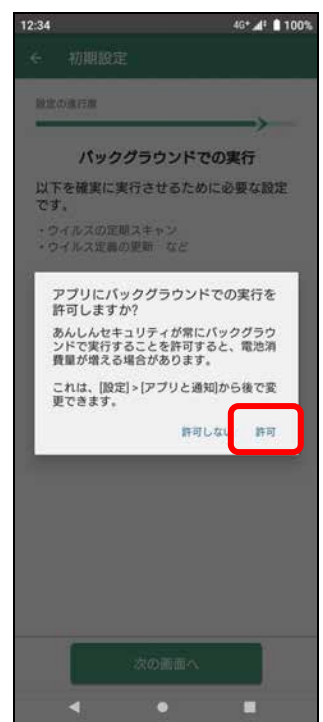 12:34 4G+ 100%
← 初期設定
設定の進行度
バックグラウンドでの実行
以下を確実に実行させるために必要な設定
です。
・ウイルスの定期スキャン
・ウイルス定義の更新 など
アプリにバックグラウンドでの実行を
許可しますか?
あんしんセキュリティが常にバックグラウ
ンドで実行することを許可すると、電池消
費量が増える場合があります。
これは、[設定] > [アプリと通知]から後で変
更できます。
許可しない 許可
次の画面へ